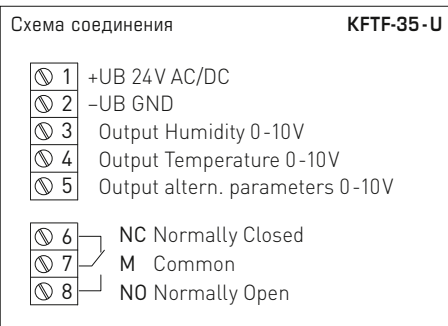 Схема соединения KFTF-35-U
1 +UB 24V AC/DC
2 –UB GND
3 Output Humidity 0-10V
4 Output Temperature 0-10V
5 Output altern. parameters 0-10V
6 NC Normally Closed
7 M Common
8 NO Normally Open